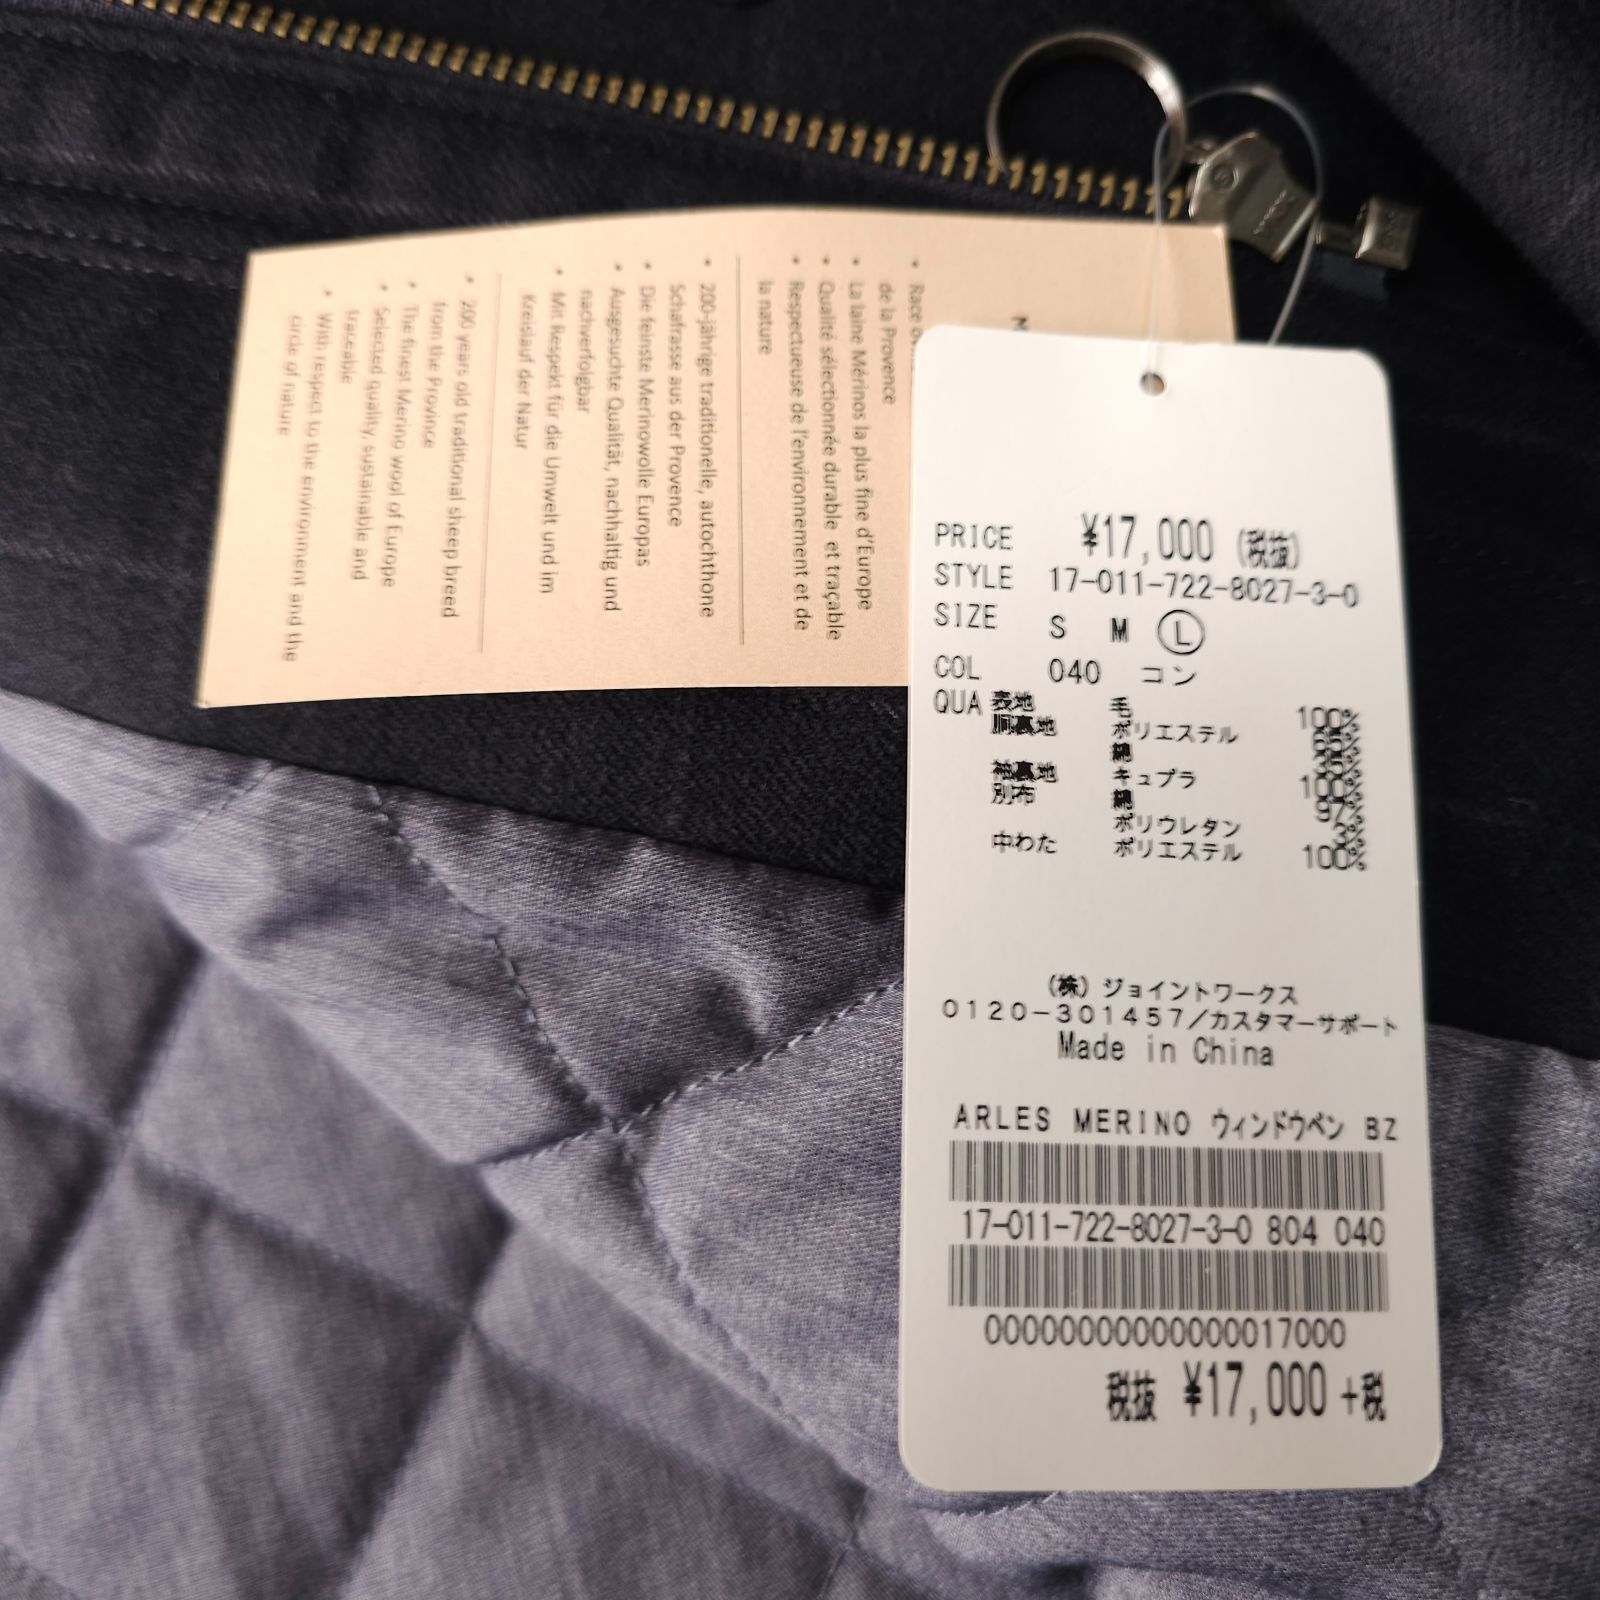 Race
de la Provence
La laine Mérinos la plus fine d'Europe
Qualité sélectionnée durable et traçable
Respectueuse de l'environnement et de
la nature
200-jährige traditionelle, autochthone
Schafrasse aus der Provence
Die feinste Merinowolle Europas
Ausgesuchte Qualität, nachhaltig und
nachverfolgbar
Mit Respekt für die Umwelt und im
Kreislauf der Natur
200 years old traditional sheep breed
from the Province
The finest Merino wool of Europe
Selected quality, sustainable and
traceable
With respect to the environment and the
circle of nature
PRICE ¥17,000 (税抜)
STYLE 17-011-722-8027-3-0
SIZE S M L
COL 040 コン
QUA 表地 毛 100%
胴裏地 ポリエステル
綿
袖裏地 キュプラ 100%
別布 綿 97%
ポリウレタン 3%
中わた ポリエステル 100%
(株)ジョイントワークス
0120-301457/カスタマーサポート
Made in China
ARLES MERINO ウィンドウペン BZ
17-011-722-8027-3-0 804 040
00000000000000017000
税抜 ¥17,000 +税